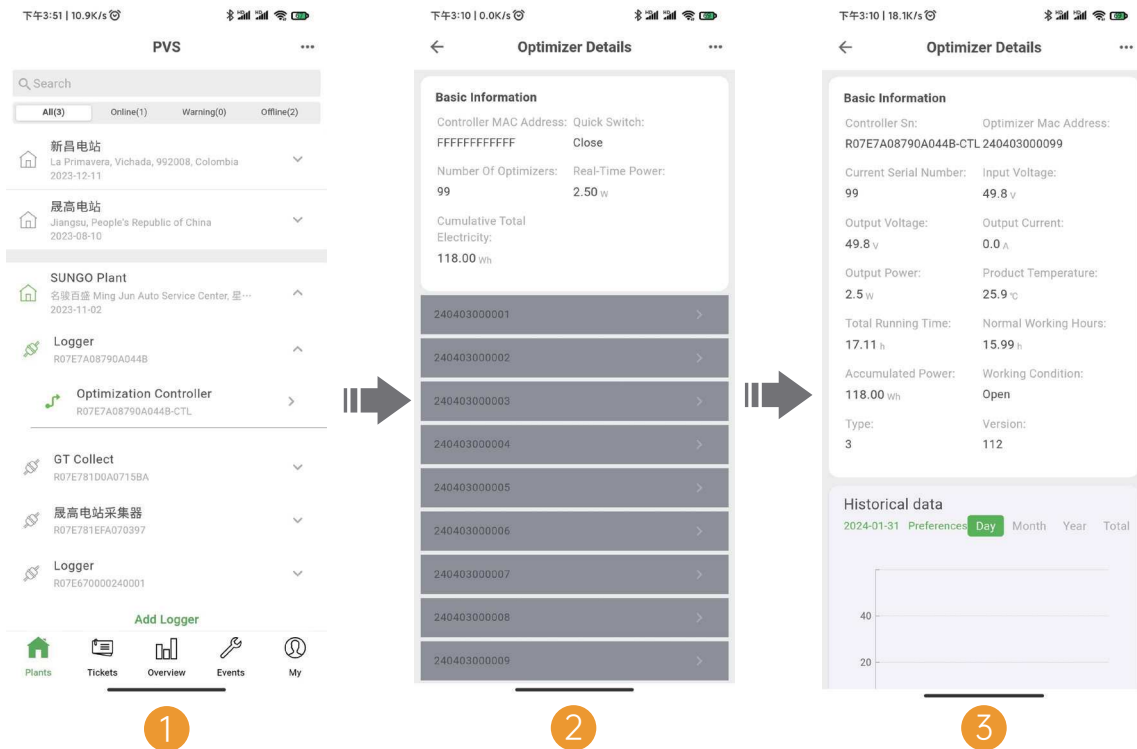 下午3:51 | 10.9K/s
PVS
Search
All(3) Online(1) Warning(0) Offline(2)
新昌电站
La Primavera, Vichada, 992008, Colombia
2023-12-11
晟高电站
Jiangsu, People's Republic of China
2023-08-10
SUNGO Plant
名骏百盛 Ming Jun Auto Service Center, 星…
2023-11-02
Logger
R07E7A08790A044B
Optimization Controller
R07E7A08790A044B-CTL
GT Collect
R07E781D0A0715BA
晟高电站采集器
R07E781EFA070397
Logger
R07E670000240001
Add Logger
Plants Tickets Overview Events My
1
下午3:10 | 0.0K/s
Optimizer Details
Basic Information
Controller MAC Address: Quick Switch:
FFFFFFFFFFFF Close
Number Of Optimizers: Real-Time Power:
99 2.50 W
Cumulative Total
Electricity:
118.00 Wh
240403000001
240403000002
240403000003
240403000004
240403000005
240403000006
240403000007
240403000008
240403000009
2
下午3:10 | 18.1K/s
Optimizer Details
Basic Information
Controller Sn: Optimizer Mac Address:
R07E7A08790A044B-CTL 240403000099
Current Serial Number: Input Voltage:
99 49.8 V
Output Voltage: Output Current:
49.8 V 0.0 A
Output Power: Product Temperature:
2.5 W 25.9 ℃
Total Running Time: Normal Working Hours:
17.11 h 15.99 h
Accumulated Power: Working Condition:
118.00 Wh Open
Type: Version:
3 112
Historical data
2024-01-31 Preferences Day Month Year Total
40
20
3